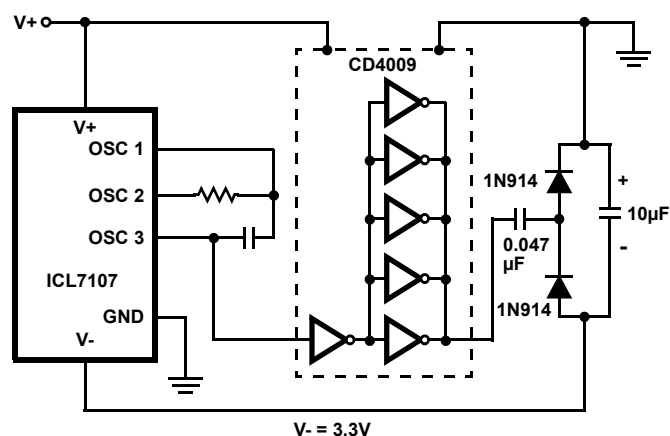 V+
CD4009
V+
OSC 1
OSC 2
OSC 3
ICL7107
GND
V-
1N914
+
10µF
-
0.047
µF
1N914
V- = 3.3V